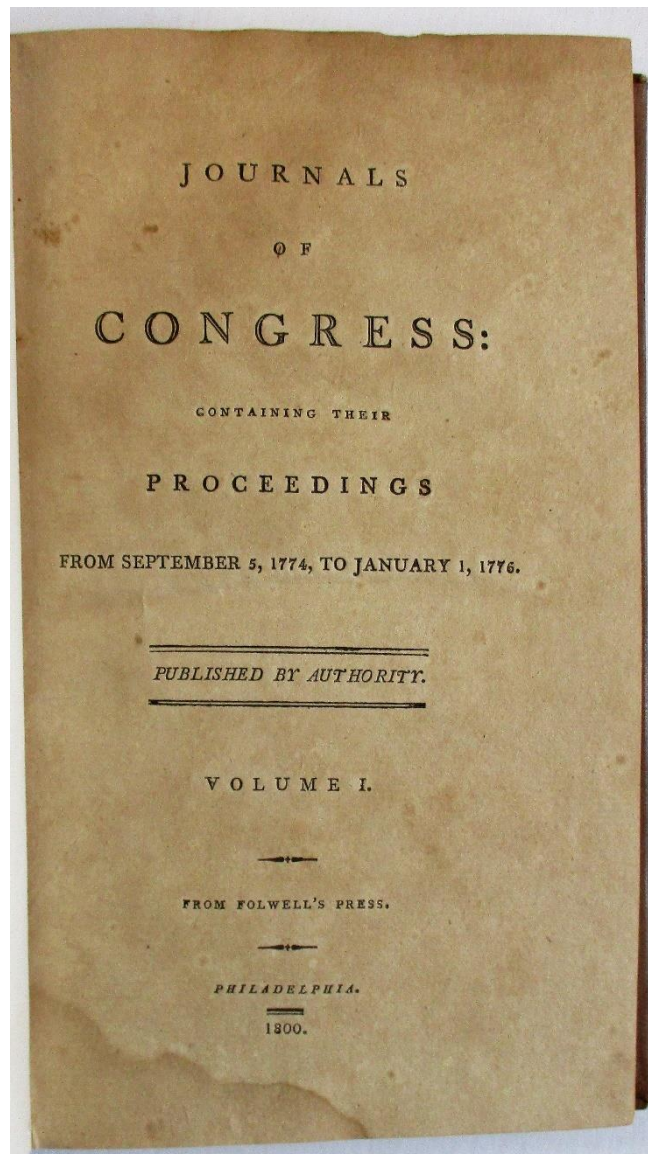 JOURNALS
OF
CONGRESS:
CONTAINING THEIR
PROCEEDINGS
FROM SEPTEMBER 5, 1774, TO JANUARY 1, 1776.
PUBLISHED BY AUTHORITY.
VOLUME I.
FROM FOLWELL'S PRESS.
PHILADELPHIA.
1800.